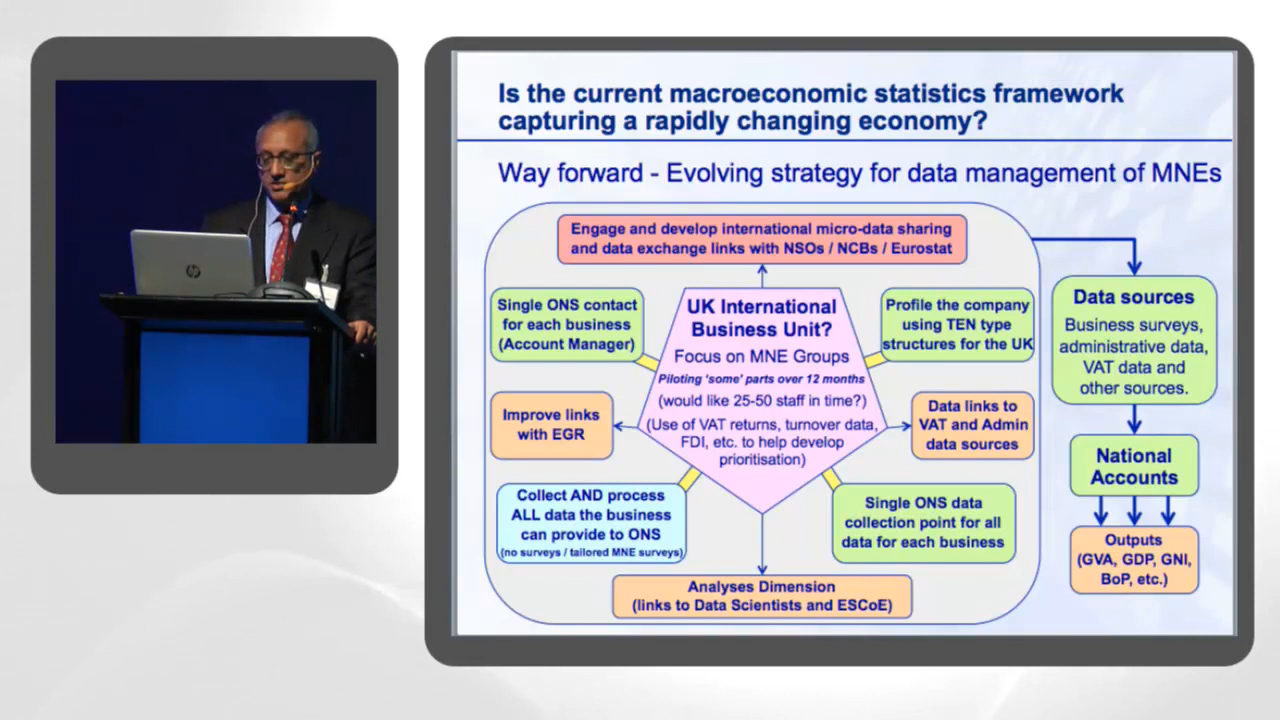 Is the current macroeconomic statistics framework
capturing a rapidly changing economy?
Way forward - Evolving strategy for data management of MNEs
Engage and develop international micro-data sharing
and data exchange links with NSOs / NCBs / Eurostat
Single ONS contact
for each business
(Account Manager)
UK International
Business Unit?
Focus on MNE Groups
Piloting 'some' parts over 12 months
(would like 25-50 staff in time?)
(Use of VAT returns, turnover data,
FDI, etc. to help develop
prioritisation)
Profile the company
using TEN type
structures for the UK
Improve links
with EGR
Data links to
VAT and Admin
data sources
Collect AND process
ALL data the business
can provide to ONS
(no surveys / tailored MNE surveys)
Single ONS data
collection point for all
data for each business
Analyses Dimension
(links to Data Scientists and ESCoE)
Data sources
Business surveys,
administrative data,
VAT data and
other sources.
National
Accounts
Outputs
(GVA, GDP, GNI,
BoP, etc.)
hp